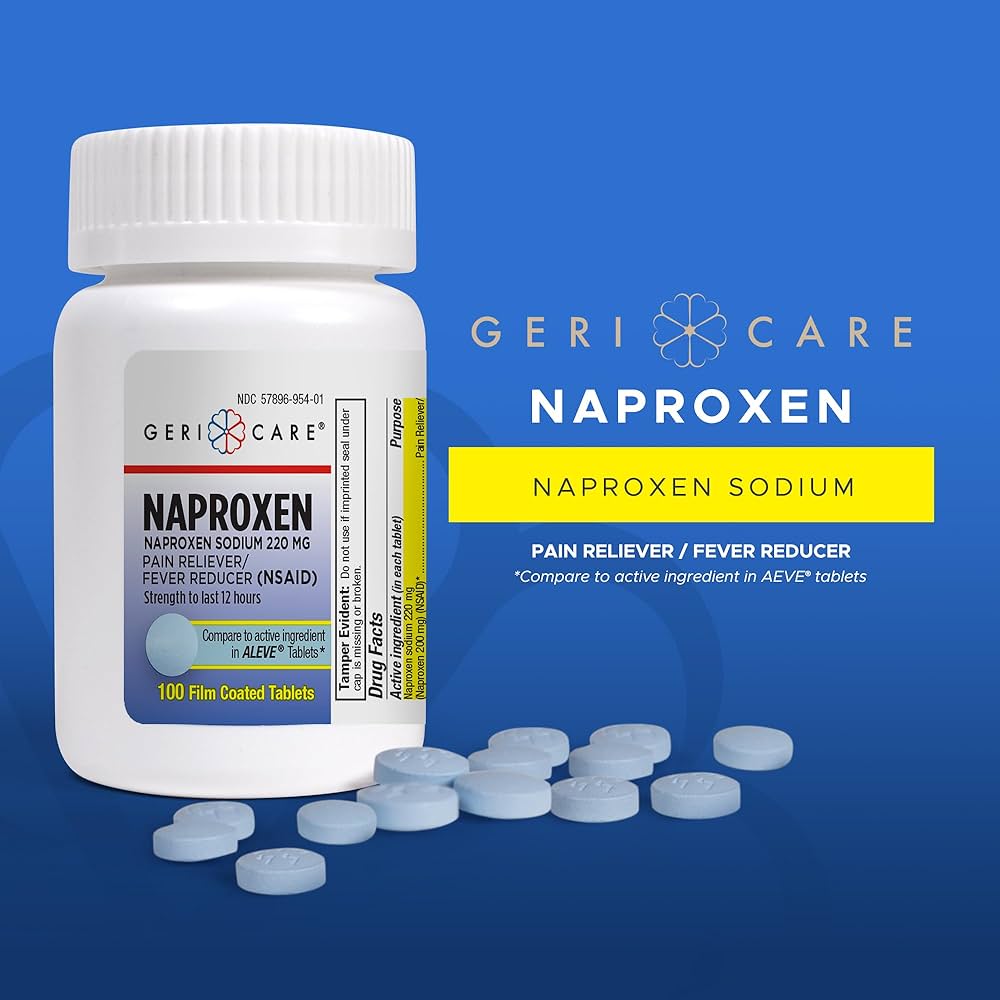 NDC 57896-954-01
GERI CARE®
NAPROXEN
NAPROXEN SODIUM 220 MG
PAIN RELIEVER/
FEVER REDUCER (NSAID)
Strength to last 12 hours
Compare to active ingredient
in ALEVE® Tablets*
100 Film Coated Tablets
Tamper Evident: Do not use if imprinted seal under
cap is missing or broken.
Drug Facts
Active ingredient (in each tablet) Purpose
Naproxen sodium 220 mg
(Naproxen 200 mg) (NSAID)* Pain Reliever/
GERI CARE
NAPROXEN
NAPROXEN SODIUM
PAIN RELIEVER / FEVER REDUCER
*Compare to active ingredient in AEVE® tablets